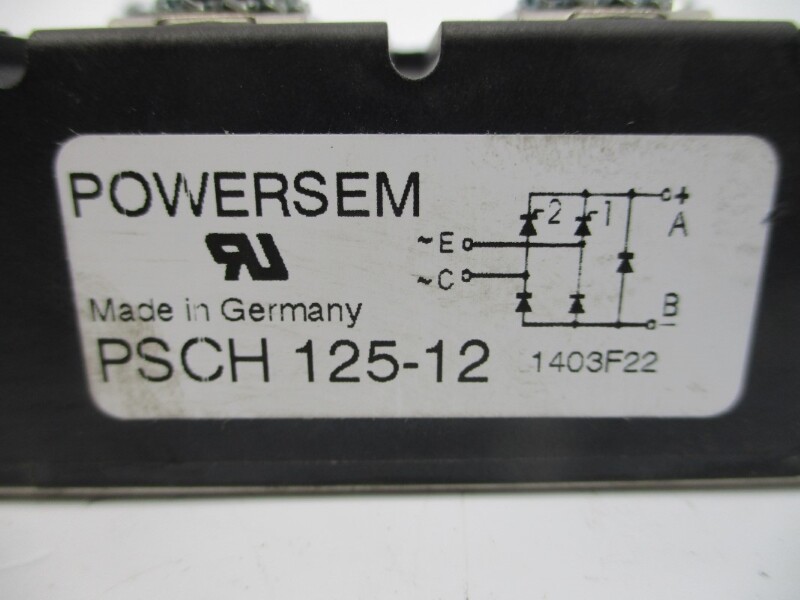 POWERSEM
Made in Germany
PSCH 125-12
2 1
+
A
~E
~C
B
−
1403F22